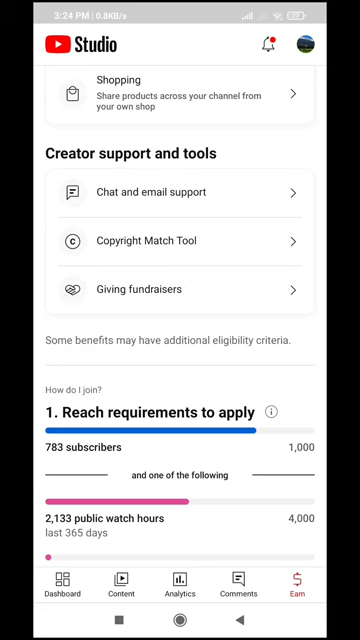 3:24 PM | 0.8KB/s
Studio
Shopping
Share products across your channel from
your own shop
Creator support and tools
Chat and email support
Copyright Match Tool
Giving fundraisers
Some benefits may have additional eligibility criteria.
How do I join?
1. Reach requirements to apply
783 subscribers 1,000
and one of the following
2,133 public watch hours 4,000
last 365 days
Dashboard Content Analytics Comments Earn